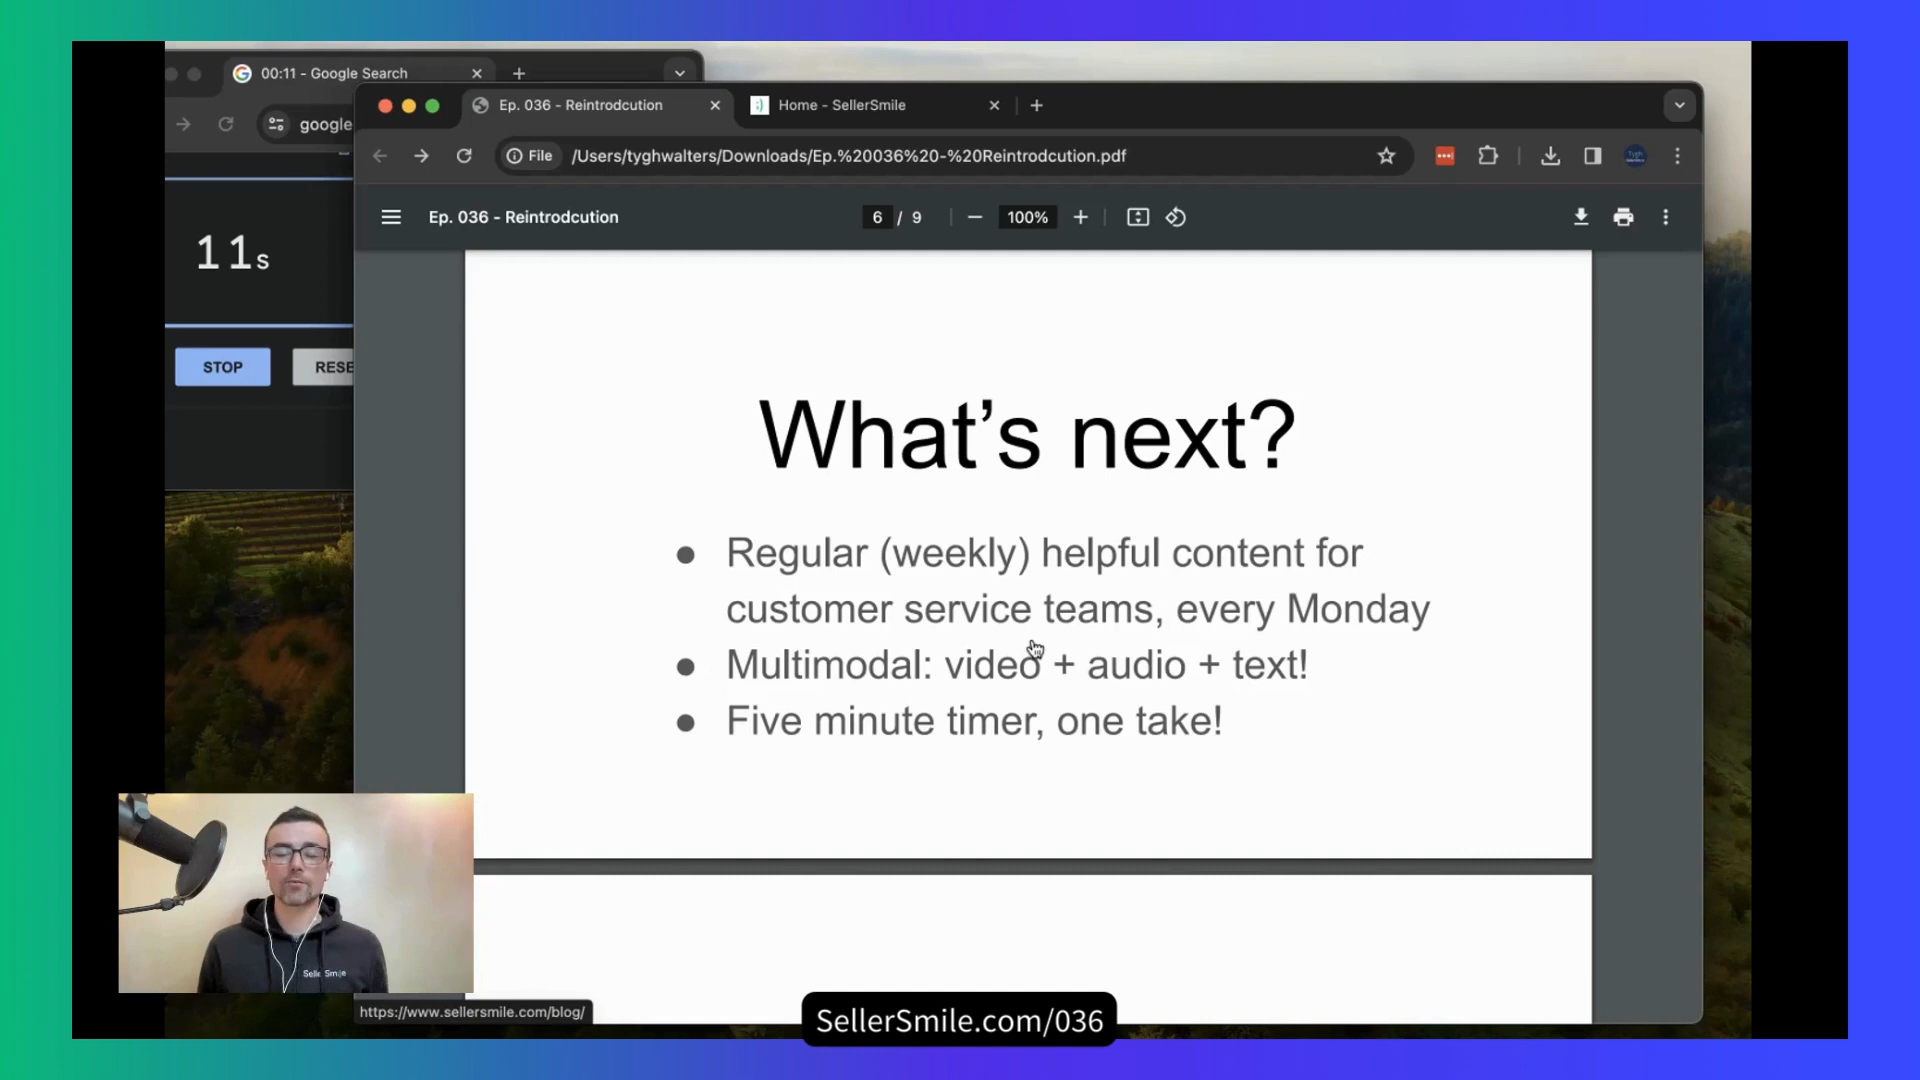 00:11 - Google Search
google
11s
STOP
RESE
Ep. 036 - Reintrodcution
Home - SellerSmile
File
/Users/tyghwalters/Downloads/Ep.%20036%20-%20Reintrodcution.pdf
Ep. 036 - Reintrodcution
6 / 9
100%
What's next?
● Regular (weekly) helpful content for
customer service teams, every Monday
● Multimodal: video + audio + text!
● Five minute timer, one take!
https://www.sellersmile.com/blog/
SellerSmile.com/036